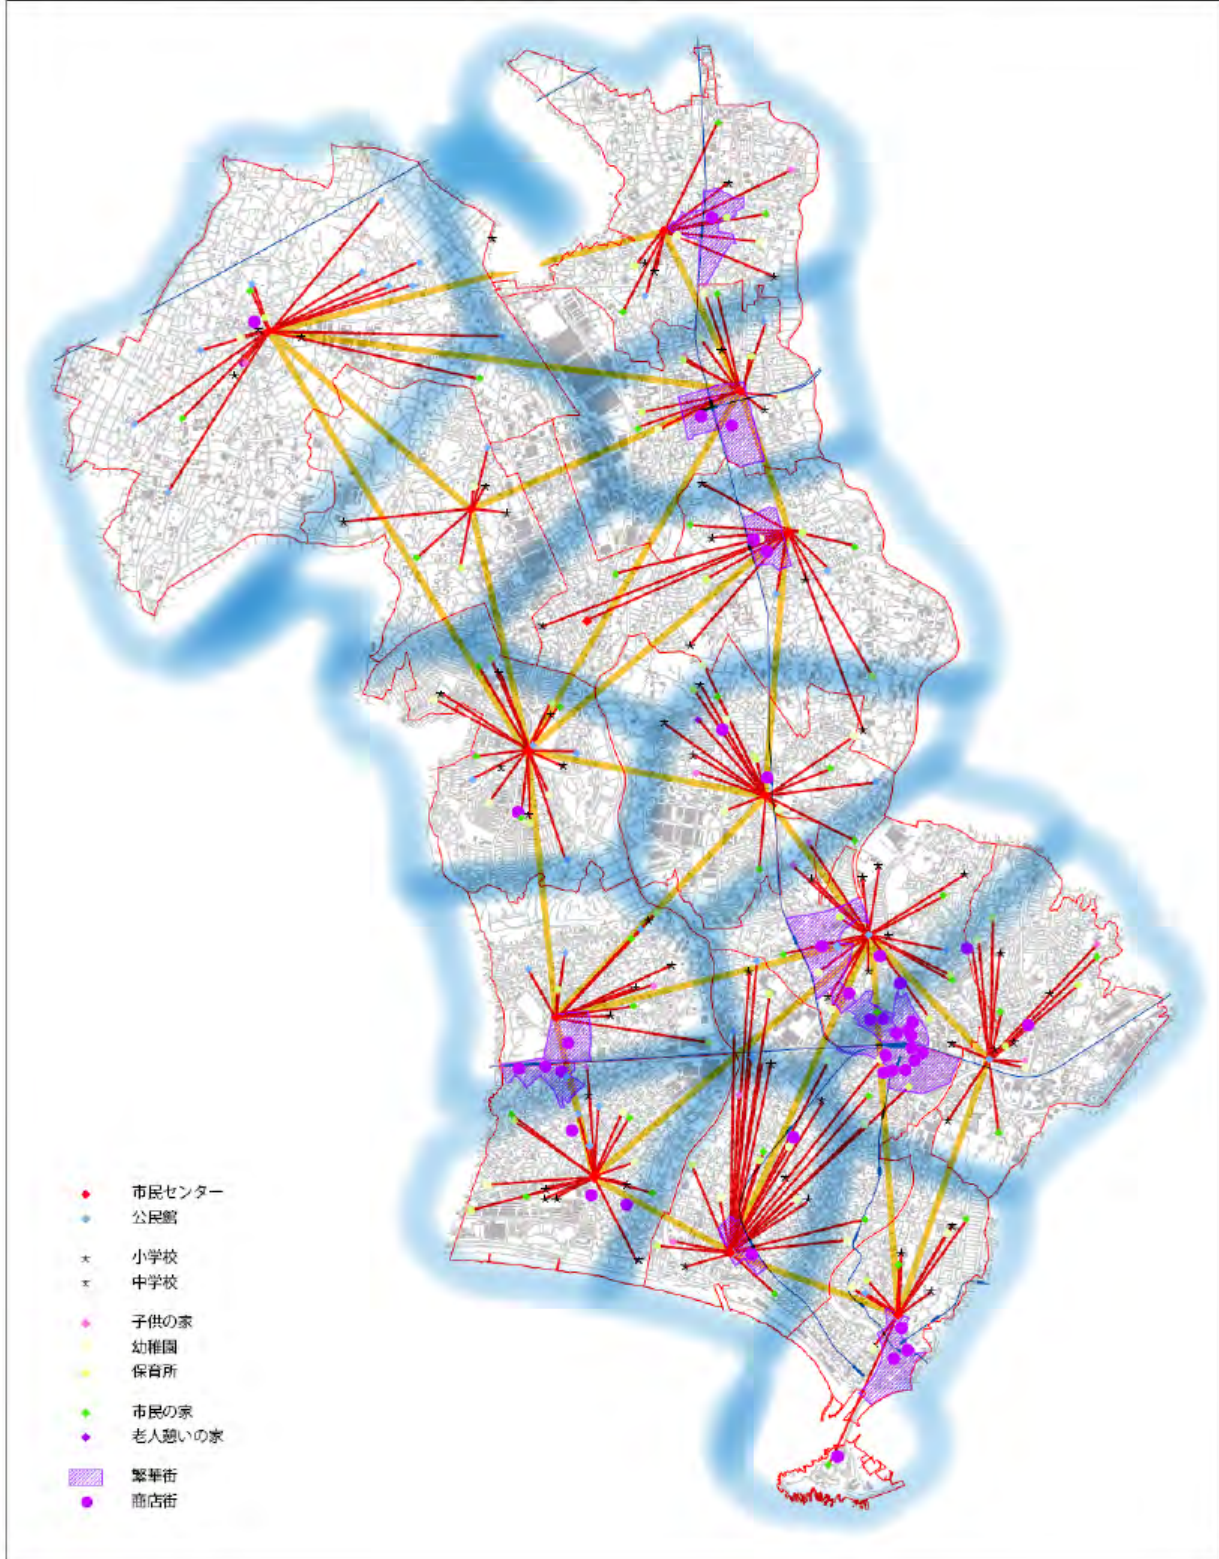 市民センター
公民館
小学校
中学校
子供の家
幼稚園
保育所
市民の家
老人憩いの家
繁華街
商店街